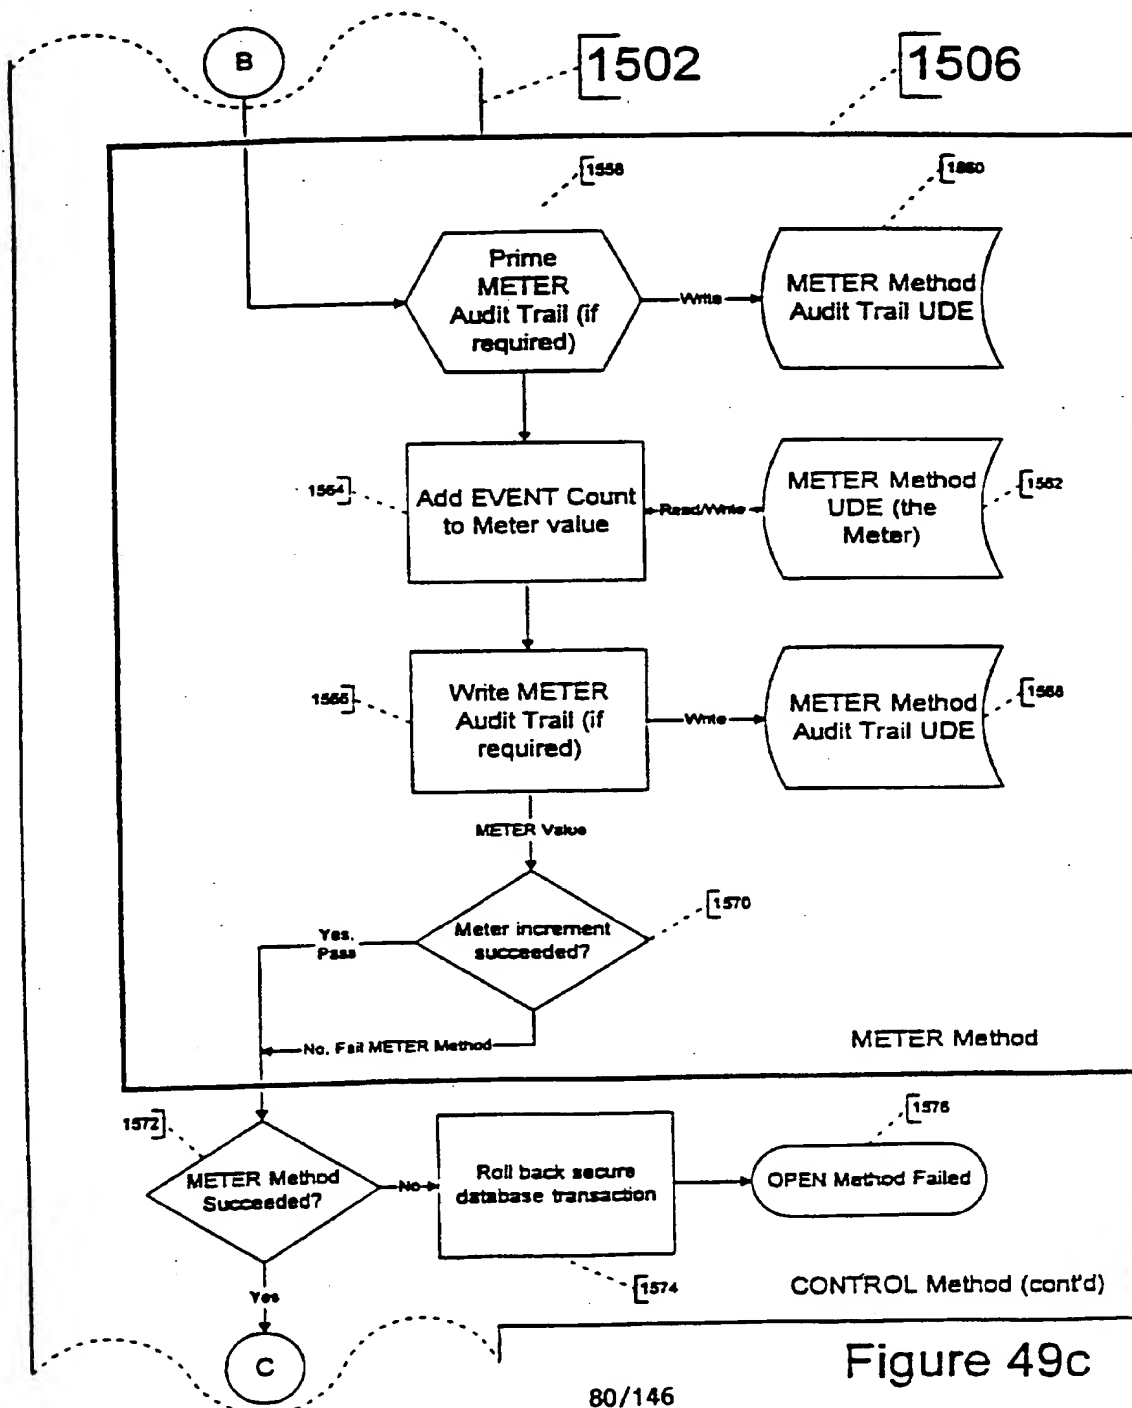 B
1502
1506
1558
1560
Prime
METER
Audit Trail (if
required)
Write
METER Method
Audit Trail UDE
1564
Add EVENT Count
to Meter value
Read/Write
METER Method
UDE (the
Meter)
1562
1566
Write METER
Audit Trail (if
required)
Write
METER Method
Audit Trail UDE
1568
METER Value
1570
Meter increment
succeeded?
Yes,
Pass
No, Fail METER Method
METER Method
1572
METER Method
Succeeded?
No
Roll back secure
database transaction
1576
OPEN Method Failed
1574
Yes
CONTROL Method (cont'd)
C
Figure 49c
80/146